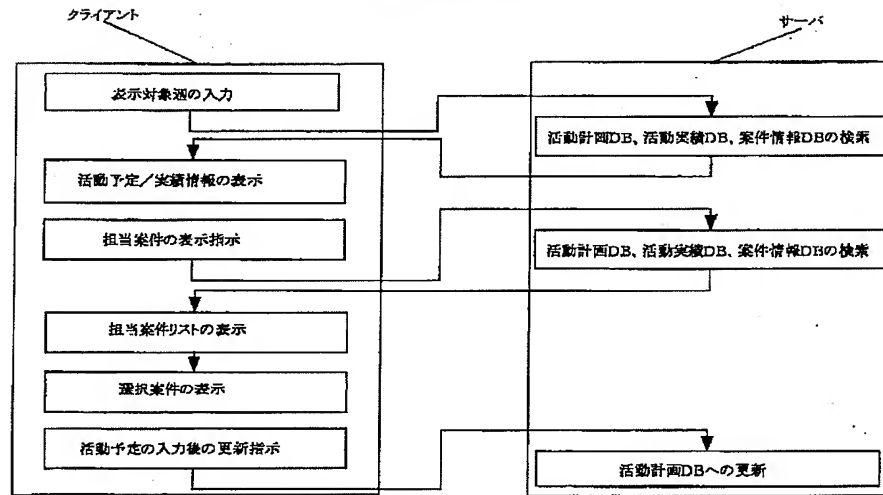 クライアント
サーバ
表示対象週の入力
活動計画DB、活動実績DB、案件情報DBの検索
活動予定／実績情報の表示
担当案件の表示指示
活動計画DB、活動実績DB、案件情報DBの検索
担当案件リストの表示
選択案件の表示
活動予定の入力後の更新指示
活動計画DBへの更新